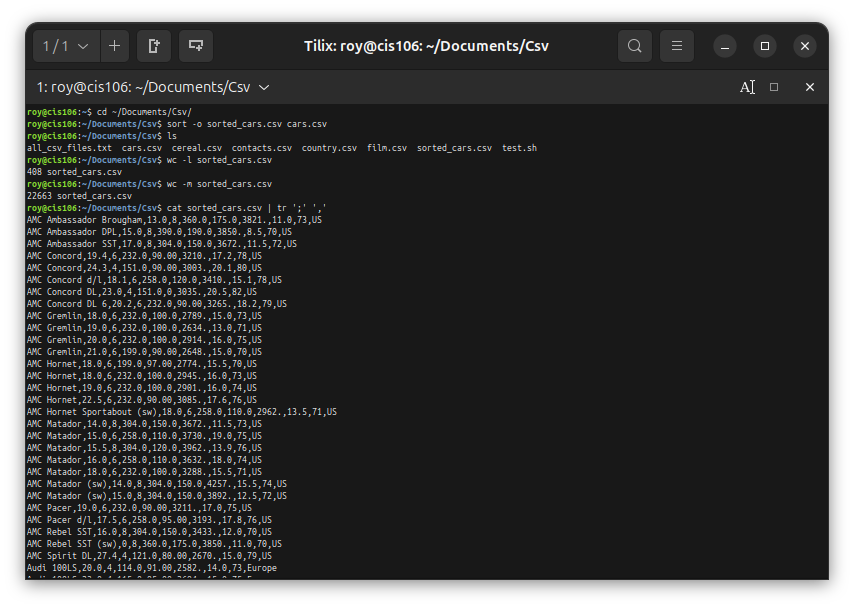 1 / 1
Tilix: roy@cis106: ~/Documents/Csv
1: roy@cis106: ~/Documents/Csv
roy@cis106:~$ cd ~/Documents/Csv/
roy@cis106:~/Documents/Csv$ sort -o sorted_cars.csv cars.csv
roy@cis106:~/Documents/Csv$ ls
all_csv_files.txt  cars.csv  cereal.csv  contacts.csv  country.csv  film.csv  sorted_cars.csv  test.sh
roy@cis106:~/Documents/Csv$ wc -l sorted_cars.csv
408 sorted_cars.csv
roy@cis106:~/Documents/Csv$ wc -m sorted_cars.csv
22663 sorted_cars.csv
roy@cis106:~/Documents/Csv$ cat sorted_cars.csv | tr ';' ','
AMC Ambassador Brougham,13.0,8,360.0,175.0,3821.,11.0,73,US
AMC Ambassador DPL,15.0,8,390.0,190.0,3850.,8.5,70,US
AMC Ambassador SST,17.0,8,304.0,150.0,3672.,11.5,72,US
AMC Concord,19.4,6,232.0,90.00,3210.,17.2,78,US
AMC Concord,24.3,4,151.0,90.00,3003.,20.1,80,US
AMC Concord d/l,18.1,6,258.0,120.0,3410.,15.1,78,US
AMC Concord DL,23.0,4,151.0,0,3035.,20.5,82,US
AMC Concord DL 6,20.2,6,232.0,90.00,3265.,18.2,79,US
AMC Gremlin,18.0,6,232.0,100.0,2789.,15.0,73,US
AMC Gremlin,19.0,6,232.0,100.0,2634.,13.0,71,US
AMC Gremlin,20.0,6,232.0,100.0,2914.,16.0,75,US
AMC Gremlin,21.0,6,199.0,90.00,2648.,15.0,70,US
AMC Hornet,18.0,6,199.0,97.00,2774.,15.5,70,US
AMC Hornet,18.0,6,232.0,100.0,2945.,16.0,73,US
AMC Hornet,19.0,6,232.0,100.0,2901.,16.0,74,US
AMC Hornet,22.5,6,232.0,90.00,3085.,17.6,76,US
AMC Hornet Sportabout (sw),18.0,6,258.0,110.0,2962.,13.5,71,US
AMC Matador,14.0,8,304.0,150.0,3672.,11.5,73,US
AMC Matador,15.0,6,258.0,110.0,3730.,19.0,75,US
AMC Matador,15.5,8,304.0,120.0,3962.,13.9,76,US
AMC Matador,16.0,6,258.0,110.0,3632.,18.0,74,US
AMC Matador,18.0,6,232.0,100.0,3288.,15.5,71,US
AMC Matador (sw),14.0,8,304.0,150.0,4257.,15.5,74,US
AMC Matador (sw),15.0,8,304.0,150.0,3892.,12.5,72,US
AMC Pacer,19.0,6,232.0,90.00,3211.,17.0,75,US
AMC Pacer d/l,17.5,6,258.0,95.00,3193.,17.8,76,US
AMC Rebel SST,16.0,8,304.0,150.0,3433.,12.0,70,US
AMC Rebel SST (sw),0,8,360.0,175.0,3850.,11.0,70,US
AMC Spirit DL,27.4,4,121.0,80.00,2670.,15.0,79,US
Audi 100LS,20.0,4,114.0,91.00,2582.,14.0,73,Europe